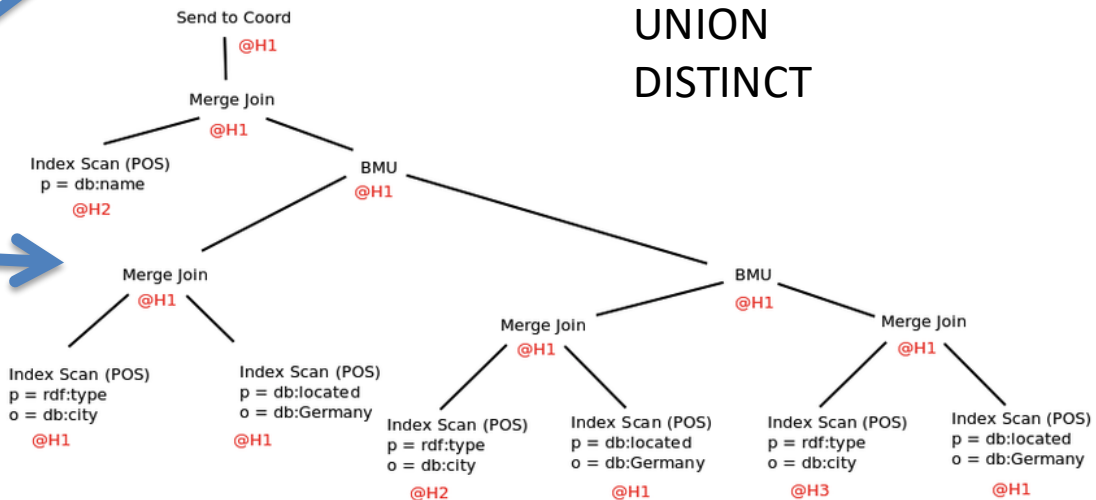 Send to Coord
@H1
UNION
DISTINCT
Merge Join
@H1
Index Scan (POS)
p = db:name
@H2
BMU
@H1
Merge Join
@H1
BMU
@H1
Merge Join
@H1
Merge Join
@H1
Index Scan (POS)
p = rdf:type
o = db:city
@H1
Index Scan (POS)
p = db:located
o = db:Germany
@H1
Index Scan (POS)
p = rdf:type
o = db:city
@H2
Index Scan (POS)
p = db:located
o = db:Germany
@H1
Index Scan (POS)
p = rdf:type
o = db:city
@H3
Index Scan (POS)
p = db:located
o = db:Germany
@H1